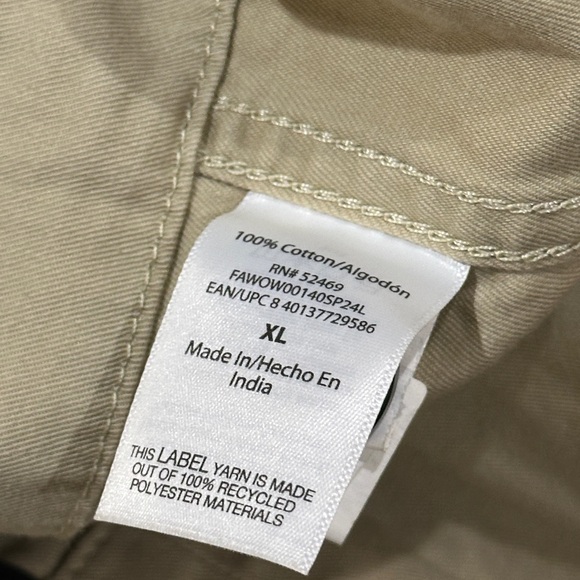 100% Cotton/Algodón
RN# 52469
FAWOW00140SP24L
EAN/UPC 8 40137729586
XL
Made In/Hecho En
India
THIS LABEL YARN IS MADE
OUT OF 100% RECYCLED
POLYESTER MATERIALS